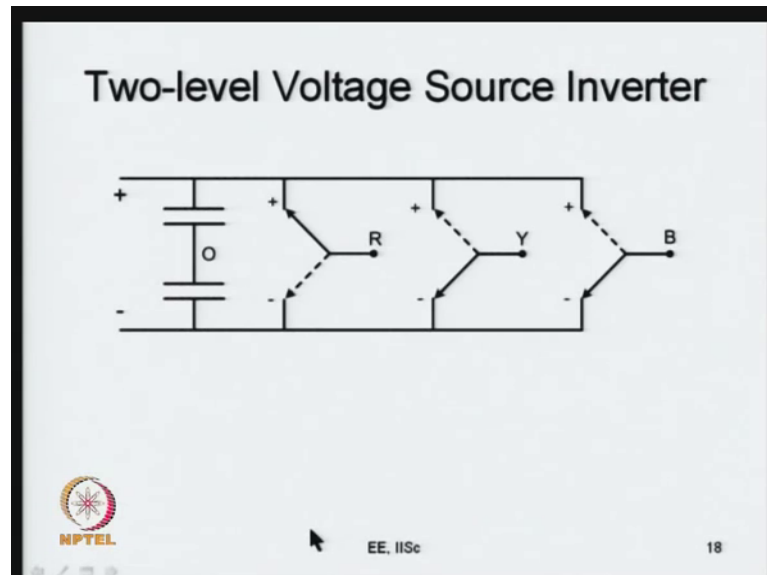 Two-level Voltage Source Inverter
+ + + +
R Y B
O
- - - -
NPTEL
EE, IISc 18